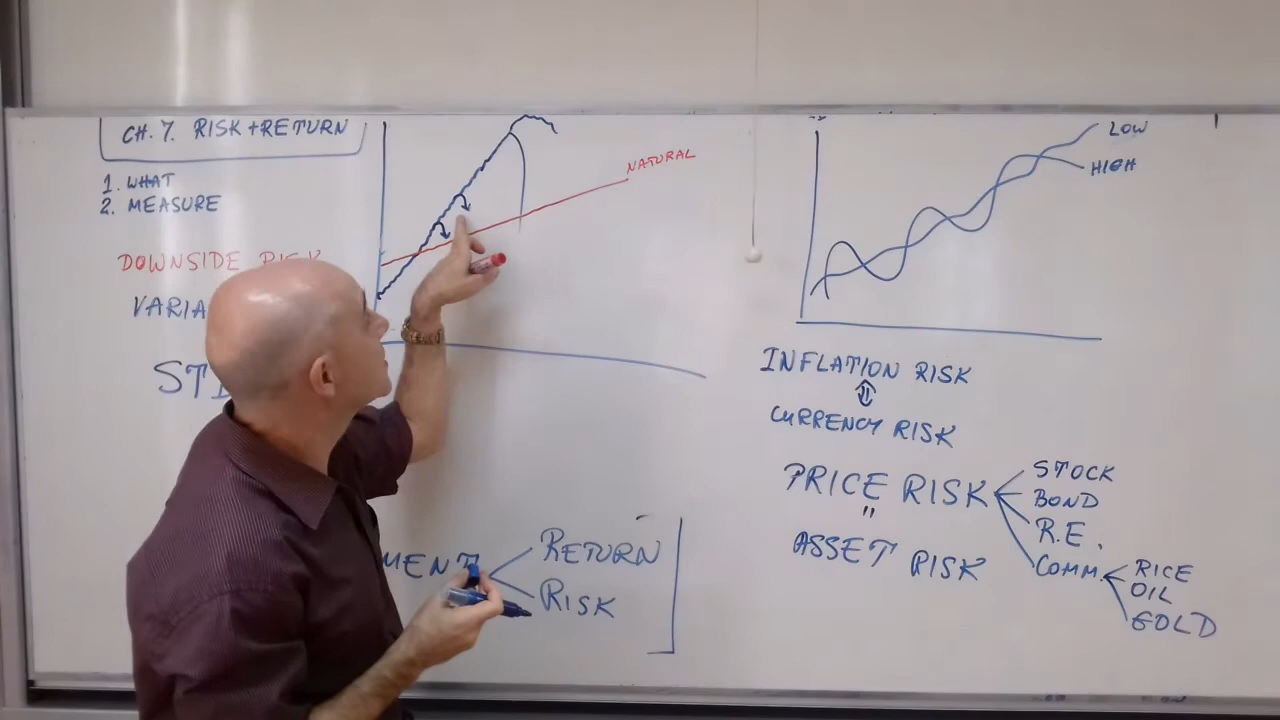 CH. 7. RISK + RETURN
1. WHAT
2. MEASURE
DOWNSIDE RISK
NATURAL
LOW
HIGH
INFLATION RISK
CURRENCY RISK
PRICE RISK
STOCK
BOND
R.E.
COMM.
RICE
OIL
GOLD
"
ASSET RISK
RETURN
RISK